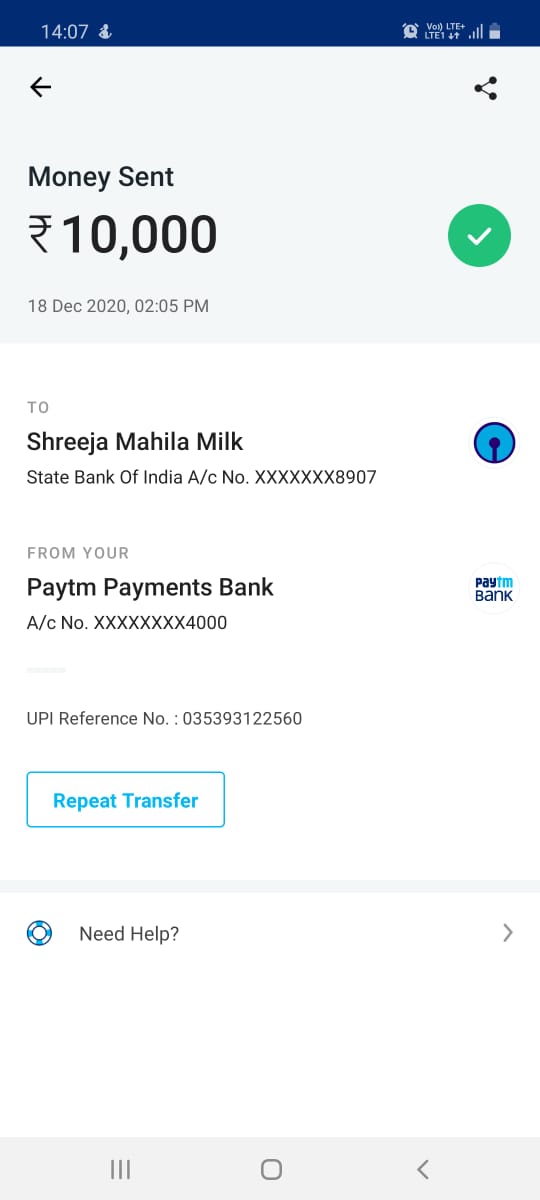 14:07
Vo) LTE+
LTE1
Money Sent
₹ 10,000
18 Dec 2020, 02:05 PM
TO
Shreeja Mahila Milk
State Bank Of India A/c No. XXXXXXX8907
FROM YOUR
Paytm Payments Bank
paytm
BANK
A/c No. XXXXXXXX4000
UPI Reference No. : 035393122560
Repeat Transfer
Need Help?